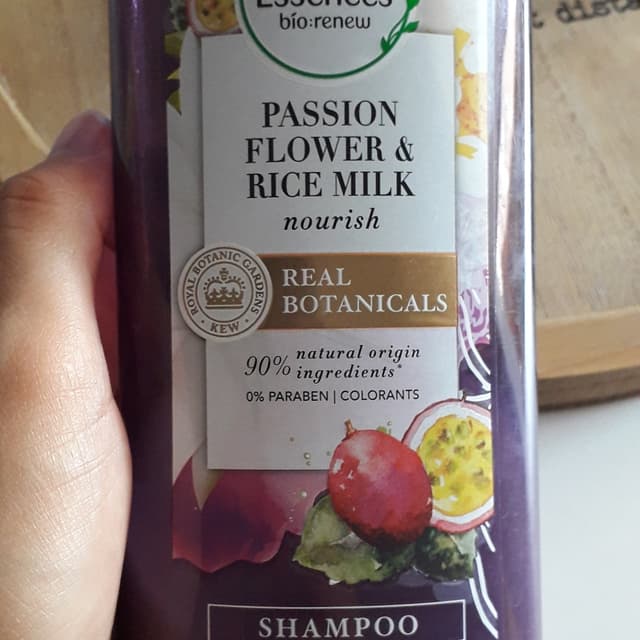 Essences
bio:renew
PASSION
FLOWER &
RICE MILK
nourish
ROYAL BOTANIC GARDENS
• KEW •
REAL
BOTANICALS
90% natural origin
ingredients*
0% PARABEN | COLORANTS
SHAMPOO